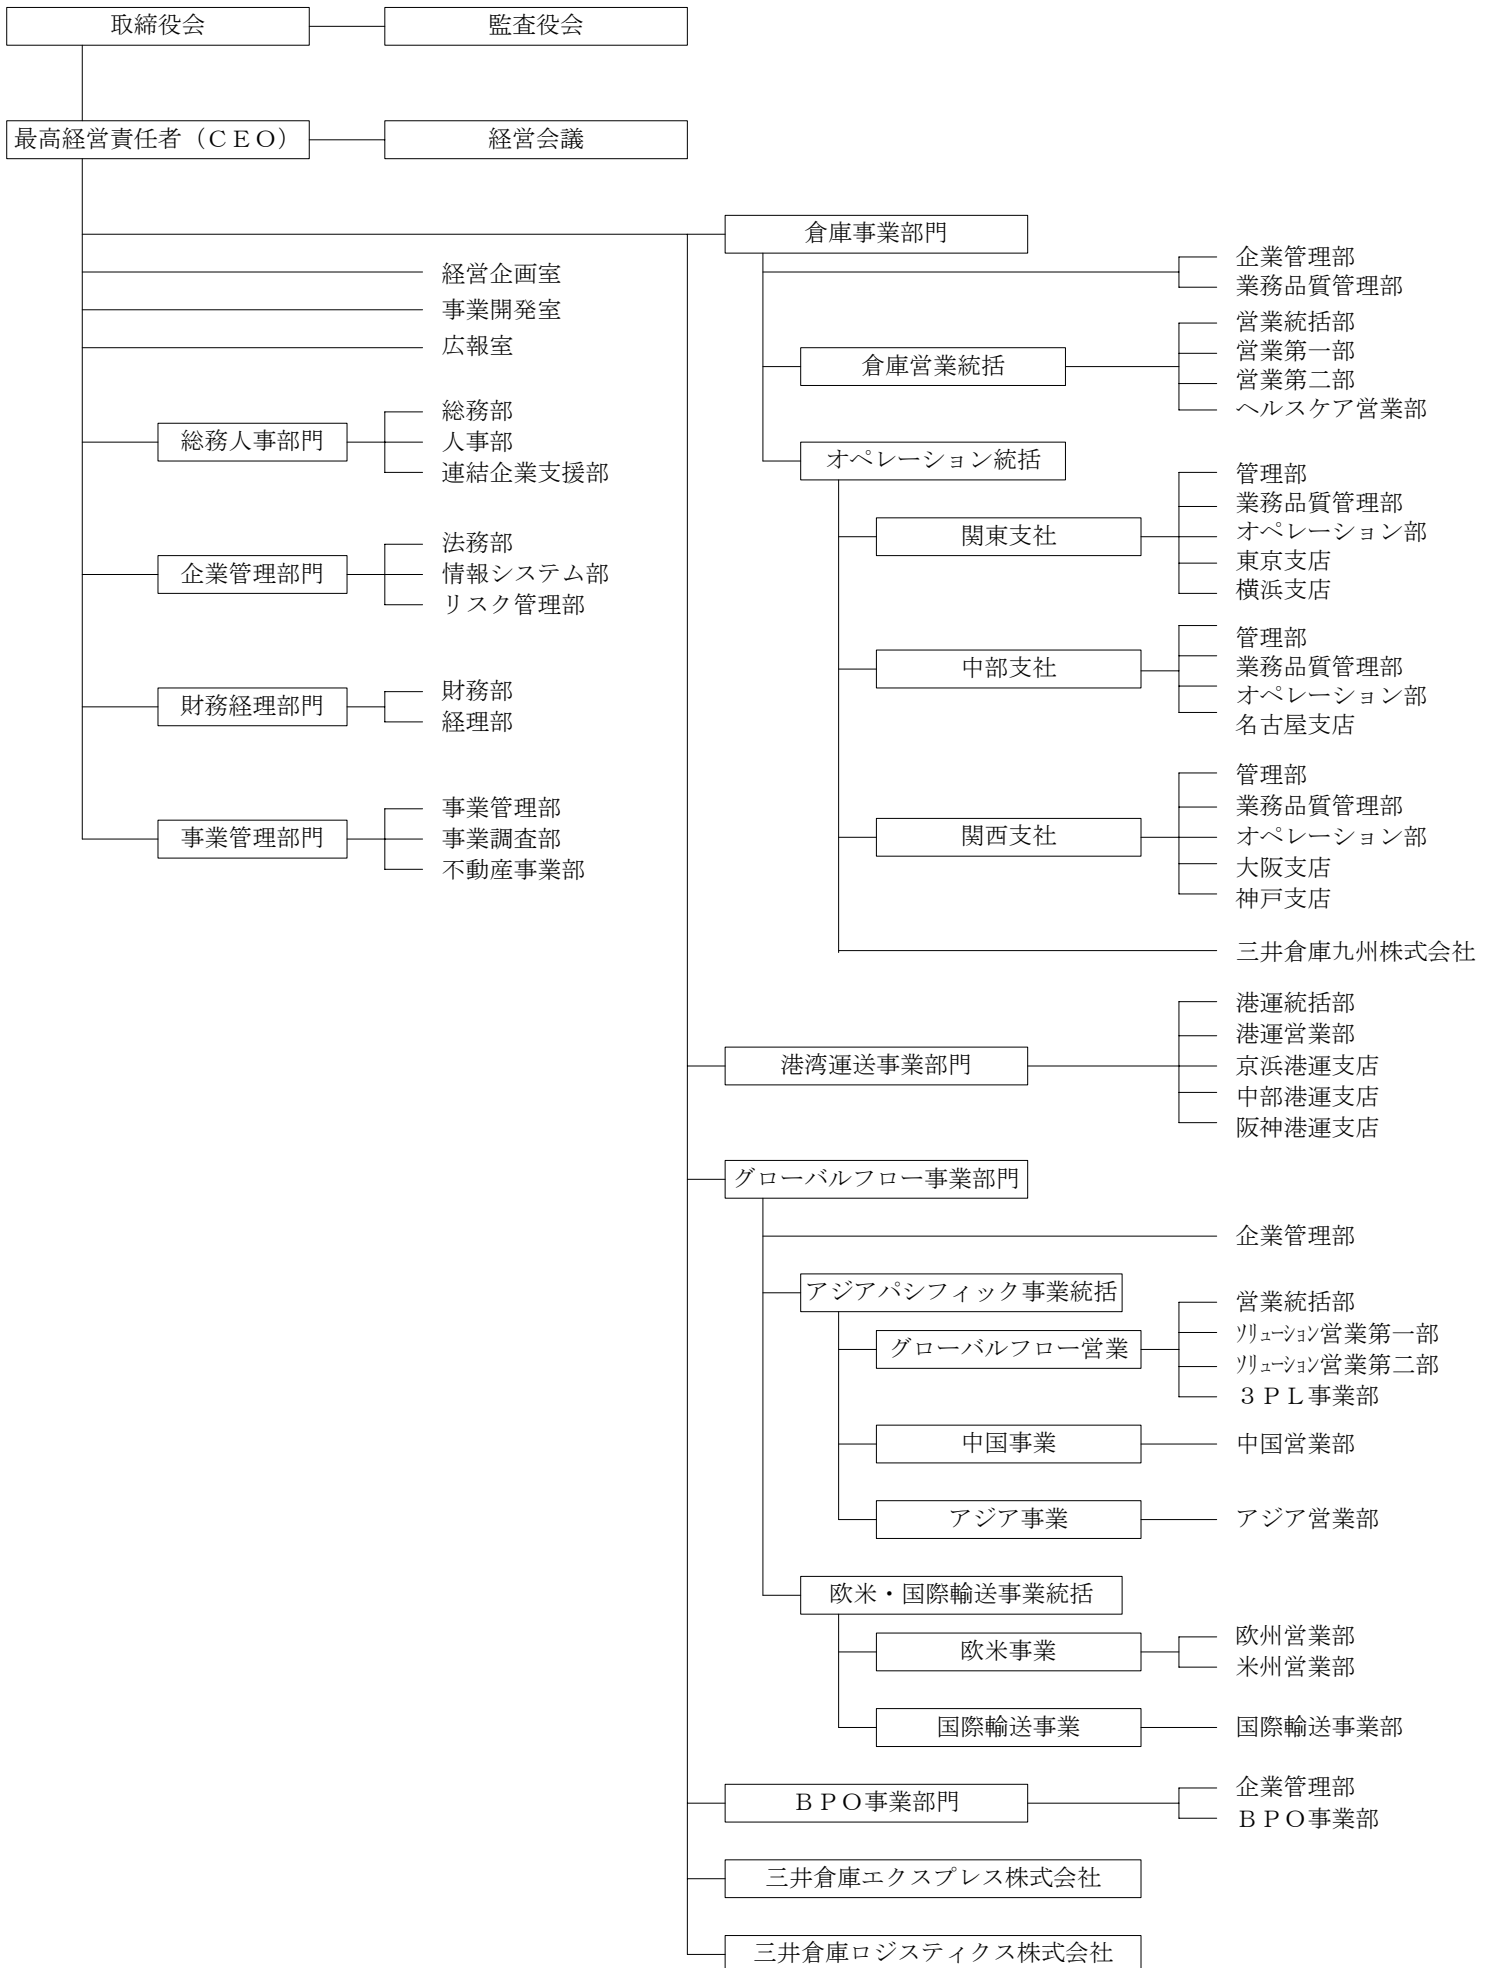 取締役会
監査役会
最高経営責任者（ＣＥＯ）
経営会議
経営企画室
事業開発室
広報室
総務人事部門
総務部
人事部
連結企業支援部
企業管理部門
法務部
情報システム部
リスク管理部
財務経理部門
財務部
経理部
事業管理部門
事業管理部
事業調査部
不動産事業部
倉庫事業部門
企業管理部
業務品質管理部
倉庫営業統括
営業統括部
営業第一部
営業第二部
ヘルスケア営業部
オペレーション統括
関東支社
管理部
業務品質管理部
オペレーション部
東京支店
横浜支店
中部支社
管理部
業務品質管理部
オペレーション部
名古屋支店
関西支社
管理部
業務品質管理部
オペレーション部
大阪支店
神戸支店
三井倉庫九州株式会社
港湾運送事業部門
港運統括部
港運営業部
京浜港運支店
中部港運支店
阪神港運支店
グローバルフロー事業部門
企業管理部
アジアパシフィック事業統括
グローバルフロー営業
営業統括部
ｿﾘｭｰｼｮﾝ営業第一部
ｿﾘｭｰｼｮﾝ営業第二部
３ＰＬ事業部
中国事業
中国営業部
アジア事業
アジア営業部
欧米・国際輸送事業統括
欧米事業
欧州営業部
米州営業部
国際輸送事業
国際輸送事業部
ＢＰＯ事業部門
企業管理部
ＢＰＯ事業部
三井倉庫エクスプレス株式会社
三井倉庫ロジスティクス株式会社